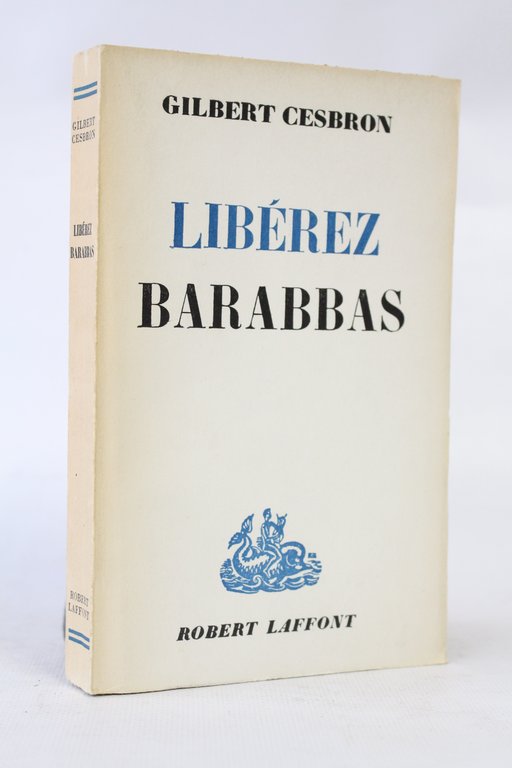 GILBERT CESBRON
LIBÉREZ
BARABBAS
ROBERT LAFFONT
GILBERT
CESBRON
LIBÉREZ
BARABBAS
ROBERT
LAFFONT